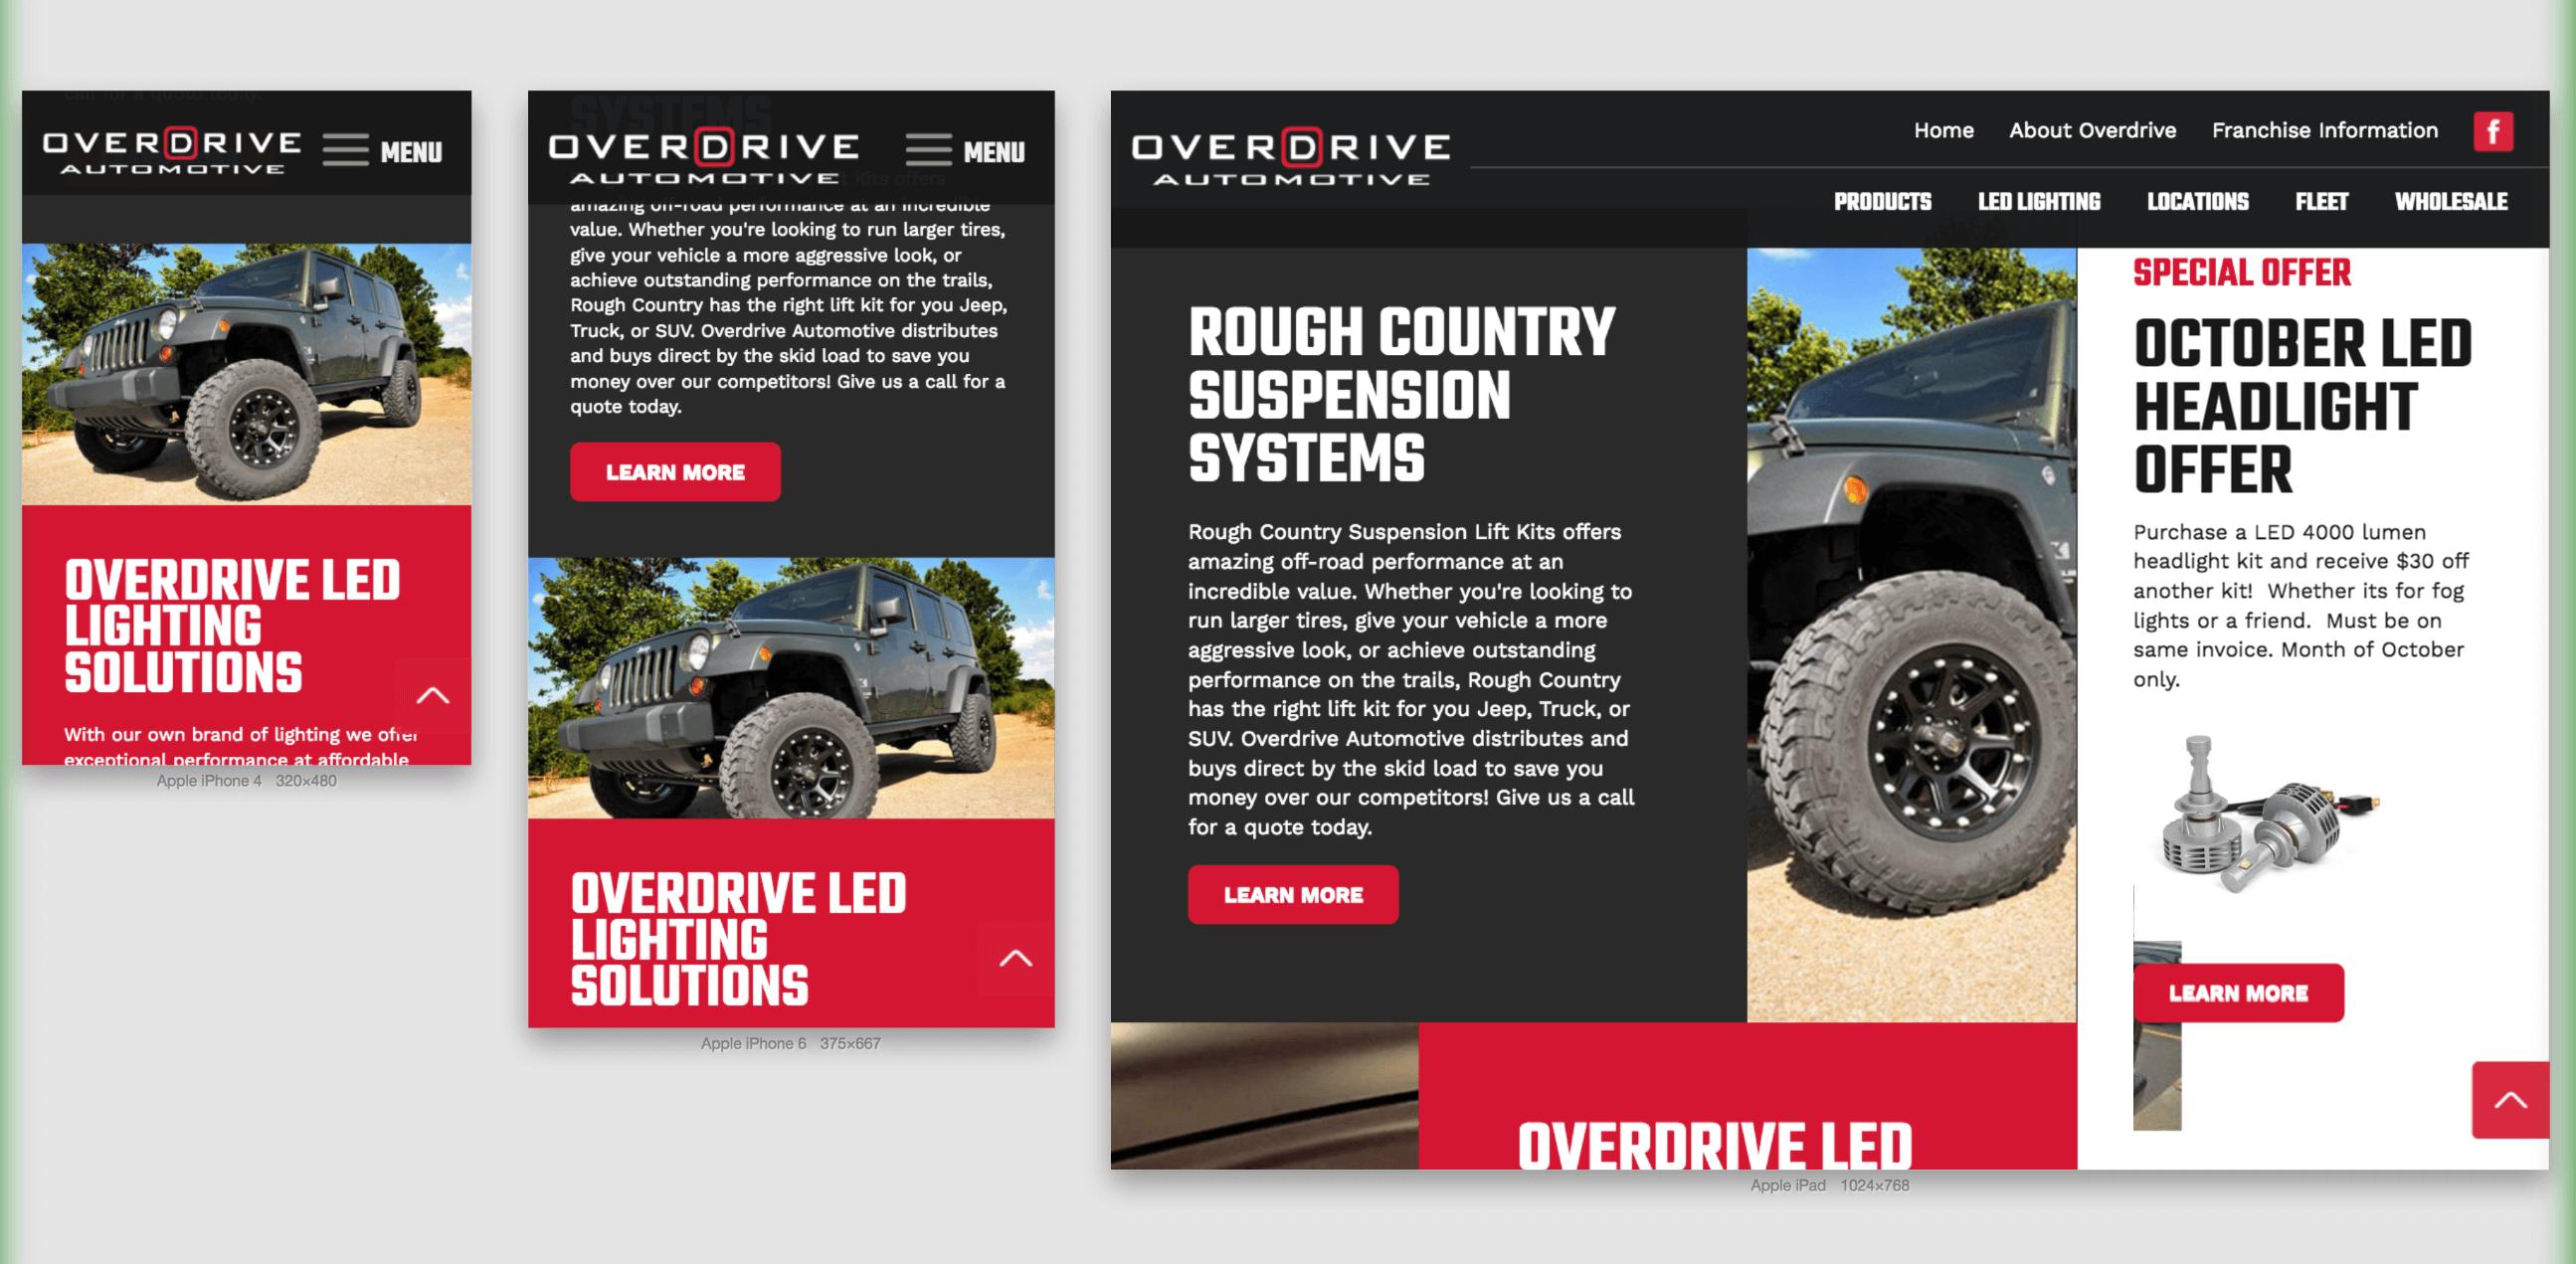 call for a quote today.
OVERDRIVE
AUTOMOTIVE
MENU
OVERDRIVE LED
LIGHTING
SOLUTIONS
With our own brand of lighting we offer
exceptional performance at affordable
Apple iPhone 4 320×480
SYSTEMS
OVERDRIVE
AUTOMOTIVE
MENU
t Kits offers
amazing off-road performance at an incredible
value. Whether you're looking to run larger tires,
give your vehicle a more aggressive look, or
achieve outstanding performance on the trails,
Rough Country has the right lift kit for you Jeep,
Truck, or SUV. Overdrive Automotive distributes
and buys direct by the skid load to save you
money over our competitors! Give us a call for a
quote today.
LEARN MORE
OVERDRIVE LED
LIGHTING
SOLUTIONS
Apple iPhone 6 375×667
OVERDRIVE
AUTOMOTIVE
Home About Overdrive Franchise Information f
PRODUCTS LED LIGHTING LOCATIONS FLEET WHOLESALE
ROUGH COUNTRY
SUSPENSION
SYSTEMS
Rough Country Suspension Lift Kits offers
amazing off-road performance at an
incredible value. Whether you're looking to
run larger tires, give your vehicle a more
aggressive look, or achieve outstanding
performance on the trails, Rough Country
has the right lift kit for you Jeep, Truck, or
SUV. Overdrive Automotive distributes and
buys direct by the skid load to save you
money over our competitors! Give us a call
for a quote today.
LEARN MORE
OVERDRIVE LED
SPECIAL OFFER
OCTOBER LED
HEADLIGHT
OFFER
Purchase a LED 4000 lumen
headlight kit and receive $30 off
another kit! Whether its for fog
lights or a friend. Must be on
same invoice. Month of October
only.
LEARN MORE
Apple iPad 1024×768